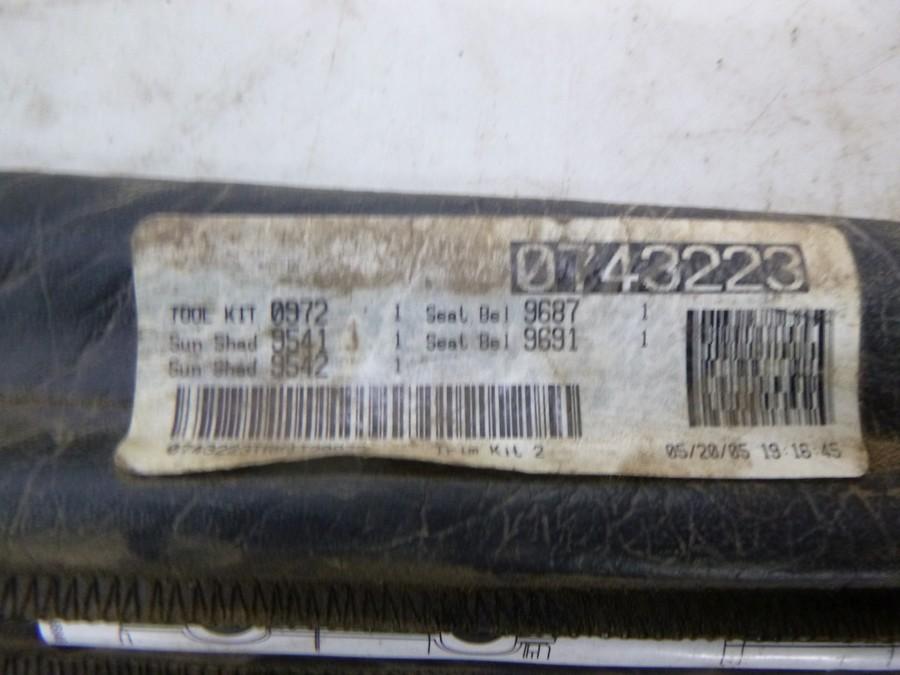 0743223
TOOL KIT 0972 1 Seat Bel 9687 1
Sun Shad 9541 1 Seat Bel 9691 1
Sun Shad 9542 1
Trim Kit 2 05/20/05 19:16:45